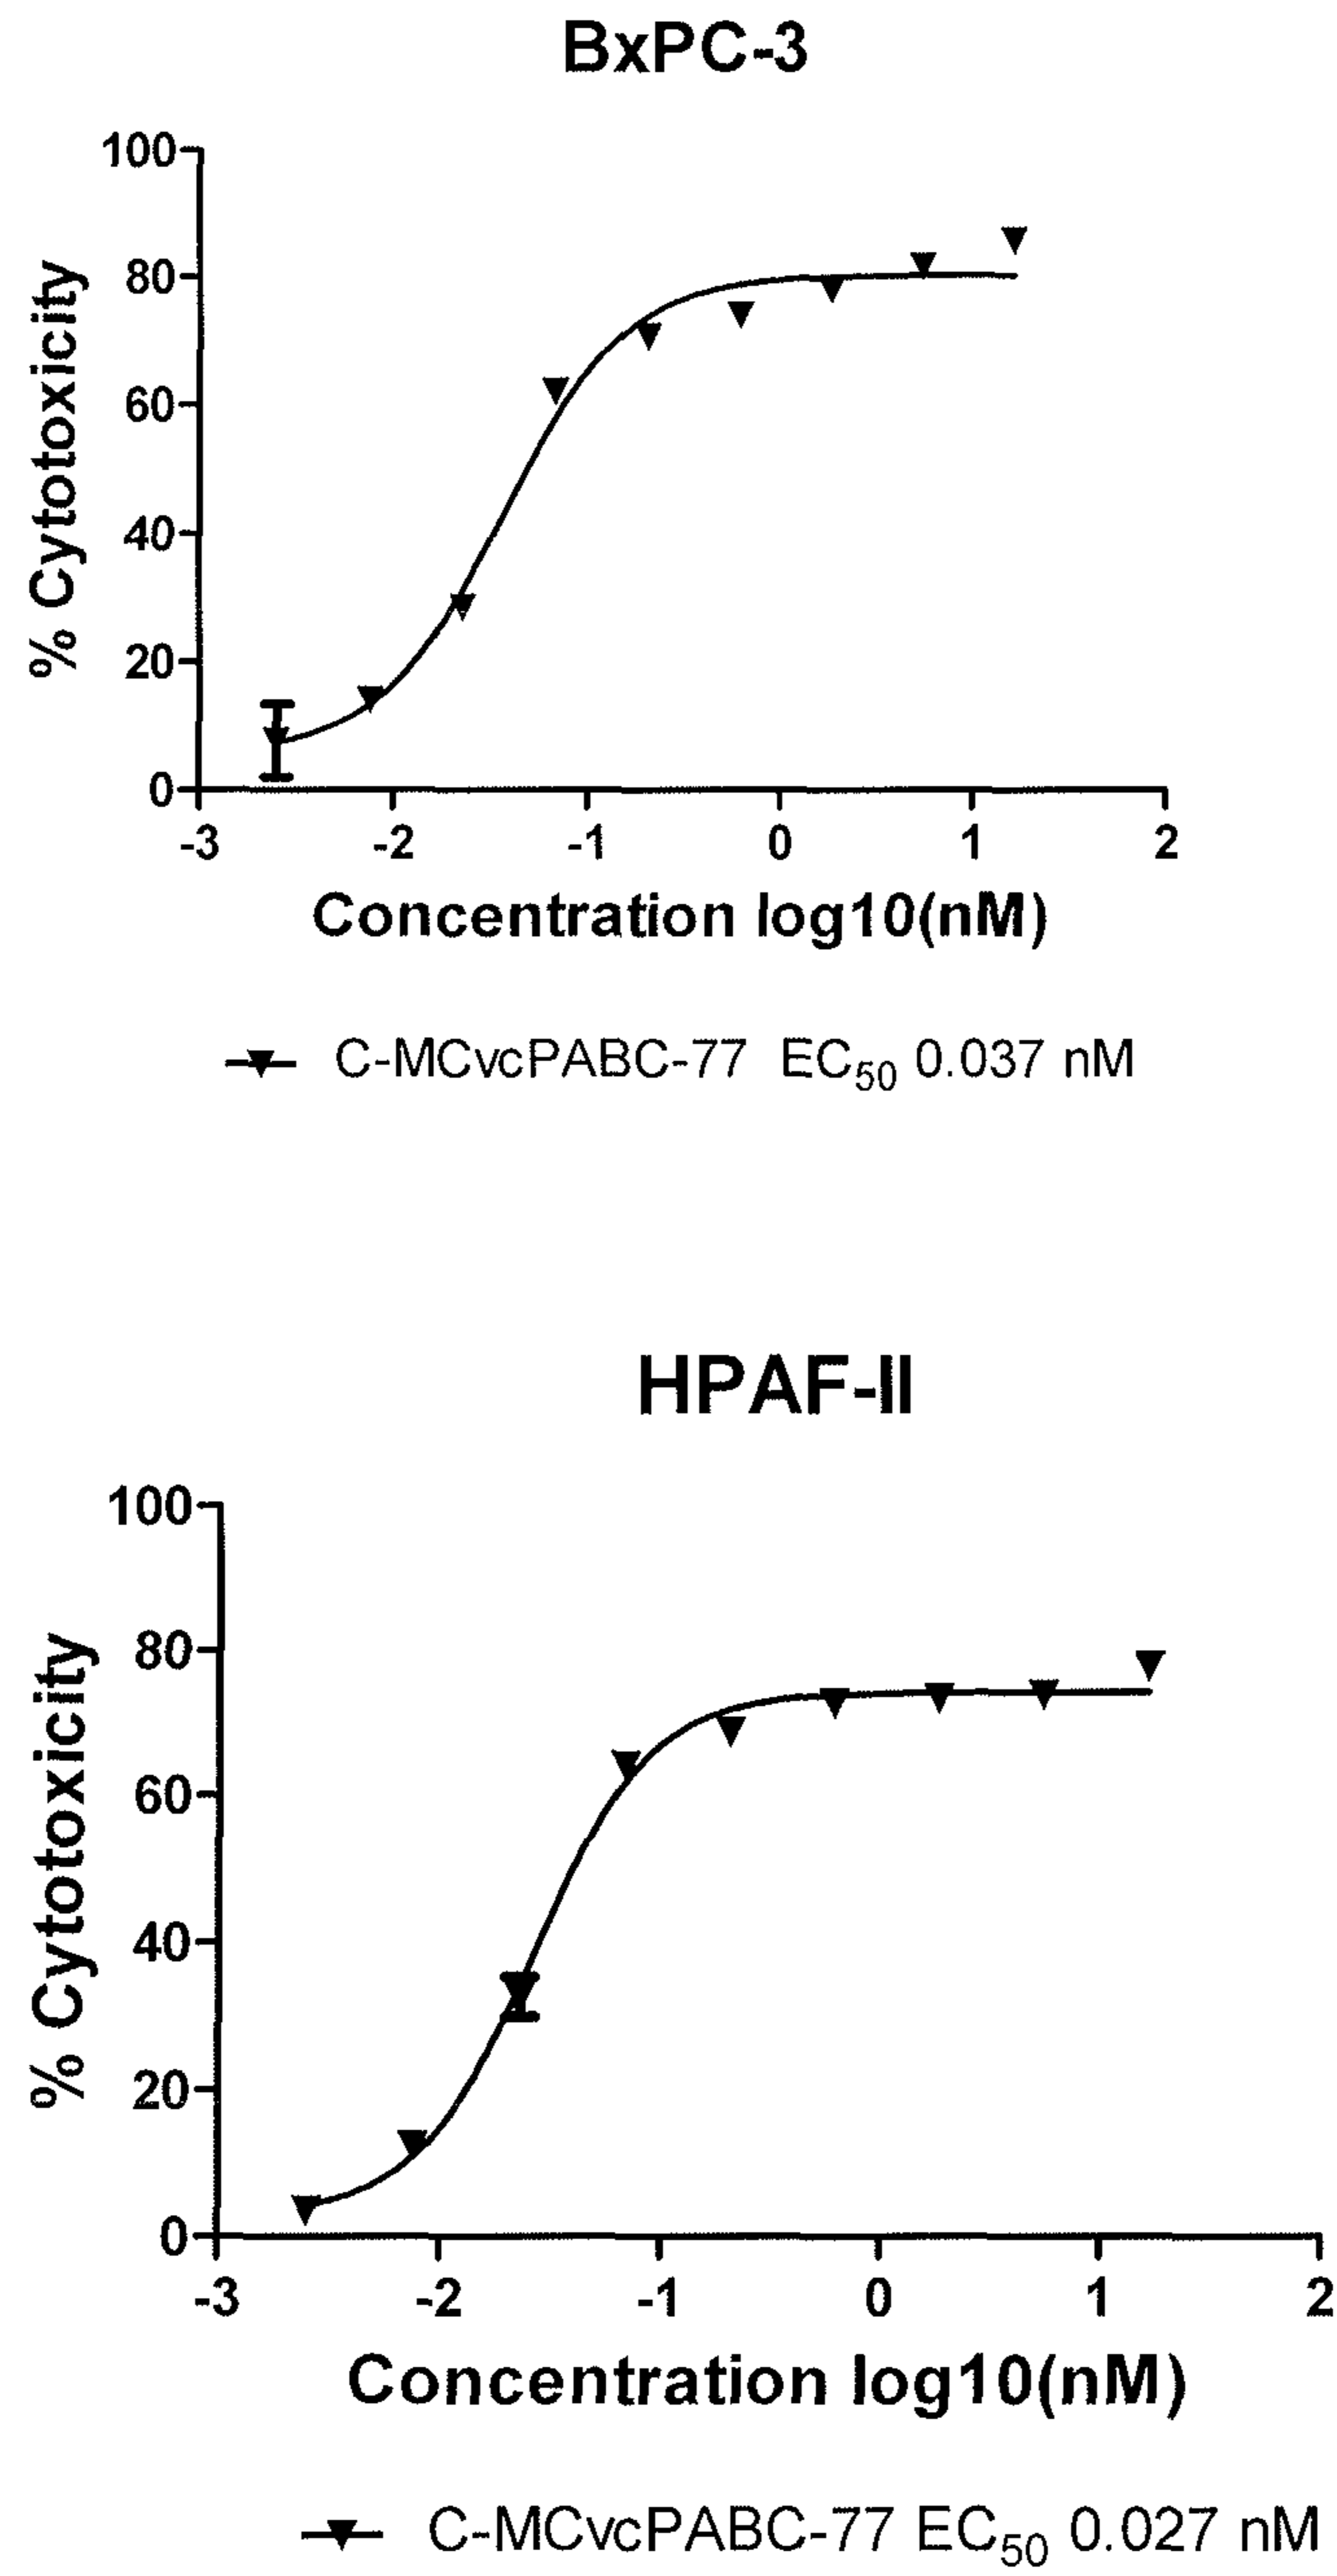 BxPC-3
100
80
60
40
20
0
% Cytotoxicity
-3 -2 -1 0 1 2
Concentration log10(nM)
C-MCvcPABC-77 EC50 0.037 nM
HPAF-II
100
80
60
40
20
0
% Cytotoxicity
-3 -2 -1 0 1 2
Concentration log10(nM)
C-MCvcPABC-77 EC50 0.027 nM